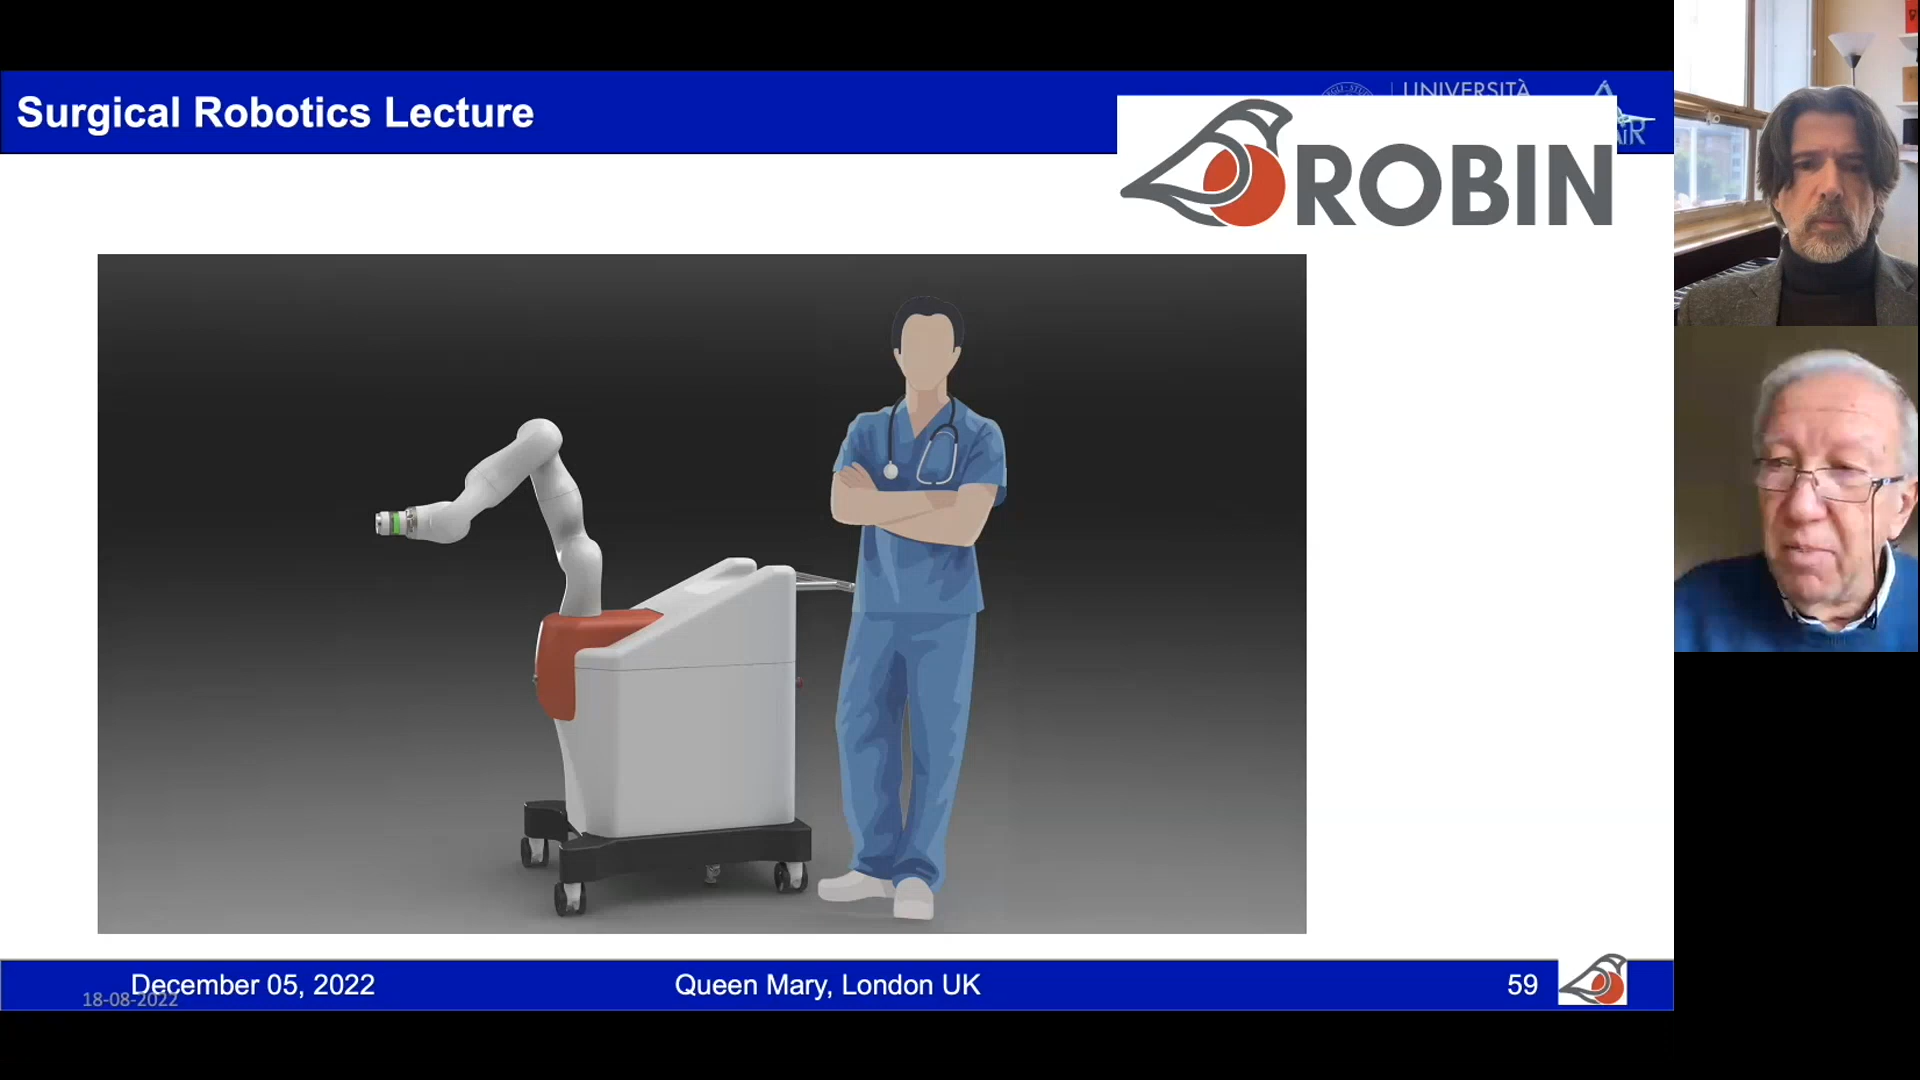 Surgical Robotics Lecture
UNIVERSITÀ
ROBIN
December 05, 2022
18-08-2022
Queen Mary, London UK
59